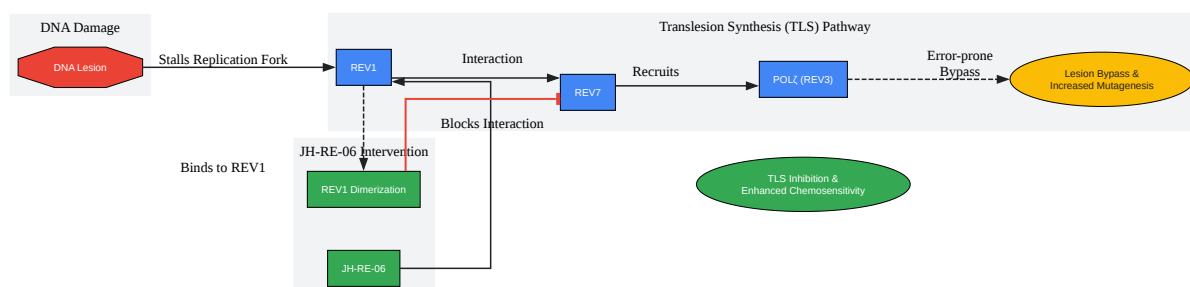 DNA Damage
Translesion Synthesis (TLS) Pathway
DNA Lesion
Stalls Replication Fork
REV1
Interaction
REV7
Recruits
POLζ (REV3)
Error-prone
Bypass
Lesion Bypass &
Increased Mutagenesis
Blocks Interaction
JH-RE-06 Intervention
Binds to REV1
REV1 Dimerization
TLS Inhibition &
Enhanced Chemosensitivity
JH-RE-06